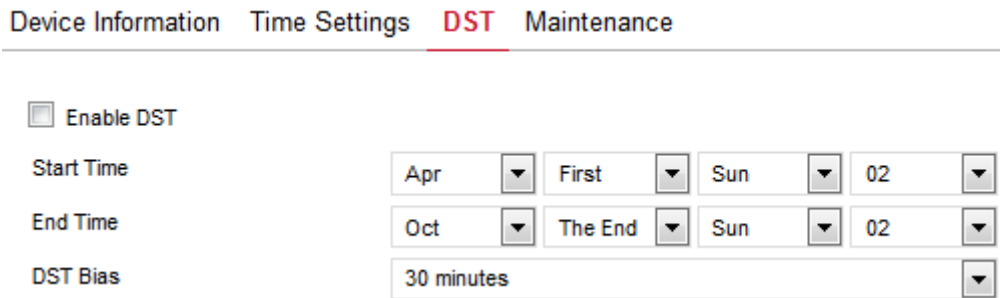 Device Information Time Settings DST Maintenance
Enable DST
Start Time Apr First Sun 02
End Time Oct The End Sun 02
DST Bias 30 minutes